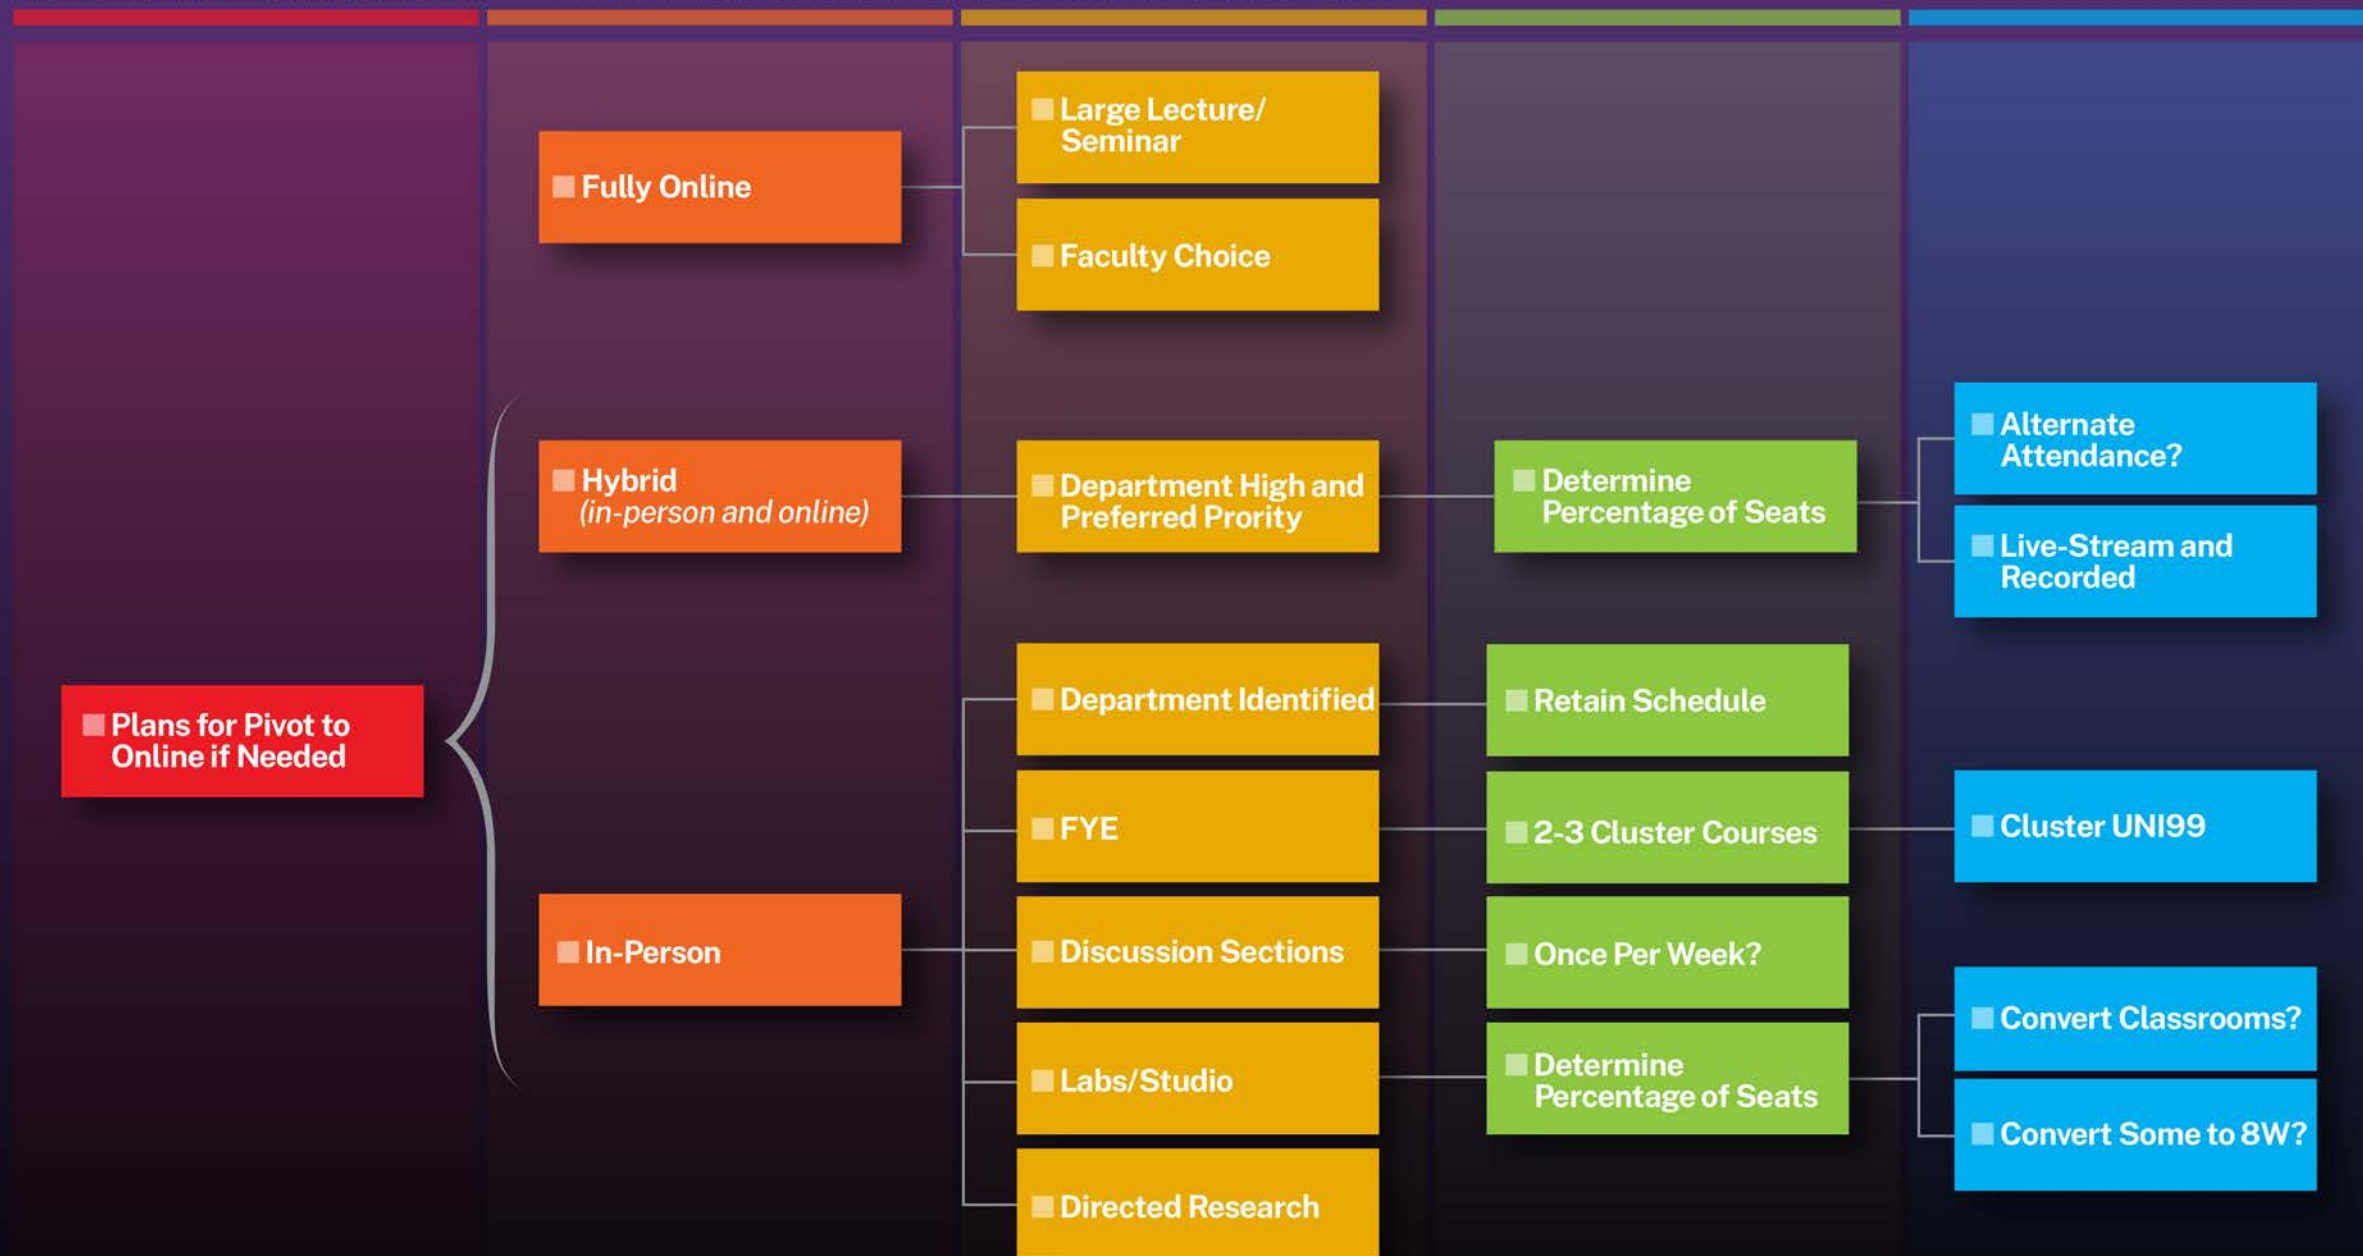 Large Lecture/
Seminar
Fully Online
Faculty Choice
Alternate
Attendance?
Hybrid
(in-person and online)
Department High and
Preferred Prority
Determine
Percentage of Seats
Live-Stream and
Recorded
Plans for Pivot to
Online if Needed
Department Identified
Retain Schedule
FYE
2-3 Cluster Courses
Cluster UNI99
In-Person
Discussion Sections
Once Per Week?
Convert Classrooms?
Labs/Studio
Determine
Percentage of Seats
Convert Some to 8W?
Directed Research